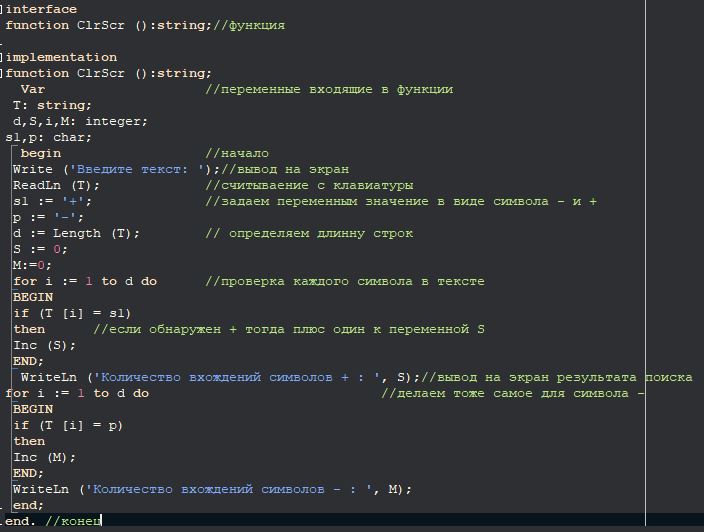 interface
function ClrScr ():string;//функция
implementation
function ClrScr ():string;
Var //переменные входящие в функции
T: string;
d,S,i,M: integer;
s1,p: char;
begin //начало
Write ('Введите текст: ');//вывод на экран
ReadLn (T); //считываение с клавиатуры
s1 := '+'; //задаем переменным значение в виде символа - и +
p := '-';
d := Length (T); // определяем длинну строк
S := 0;
M:=0;
for i := 1 to d do //проверка каждого символа в тексте
BEGIN
if (T [i] = s1)
then //если обнаружен + тогда плюс один к переменной S
Inc (S);
END;
WriteLn ('Количество вхождений символов + : ', S);//вывод на экран результата поиска
for i := 1 to d do //делаем тоже самое для символа -
BEGIN
if (T [i] = p)
then
Inc (M);
END;
WriteLn ('Количество вхождений символов - : ', M);
end;
end. //конец